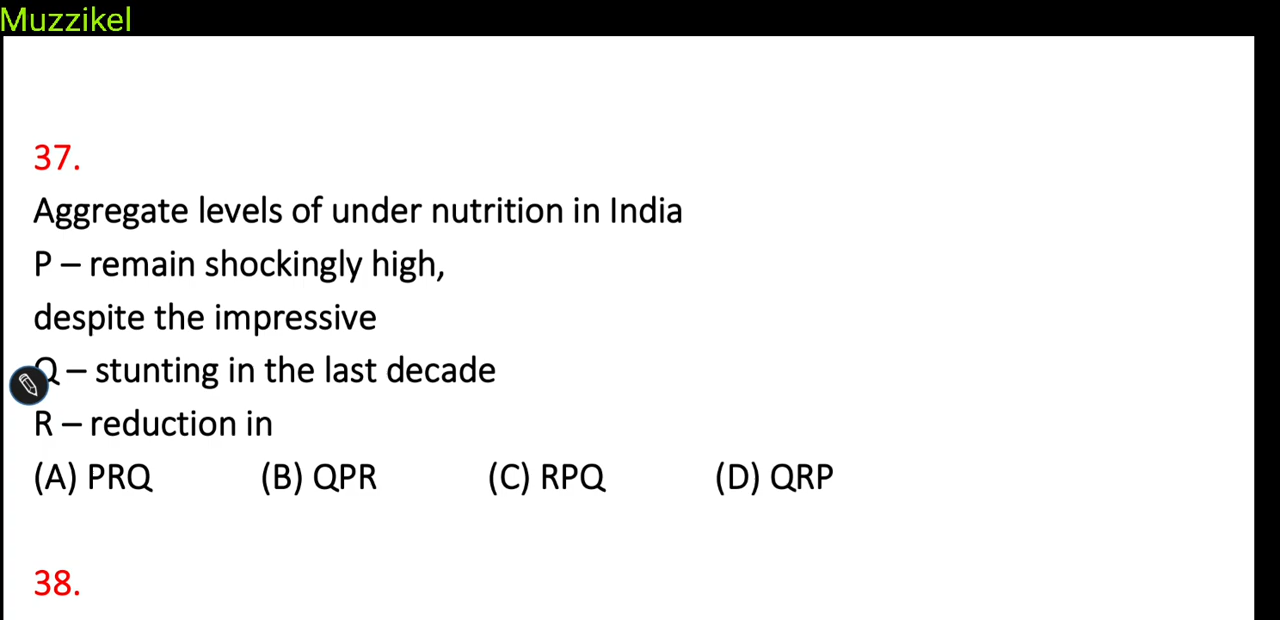 Muzzikel
37.
Aggregate levels of under nutrition in India
P – remain shockingly high,
despite the impressive
Q – stunting in the last decade
R – reduction in
(A) PRQ (B) QPR (C) RPQ (D) QRP
38.